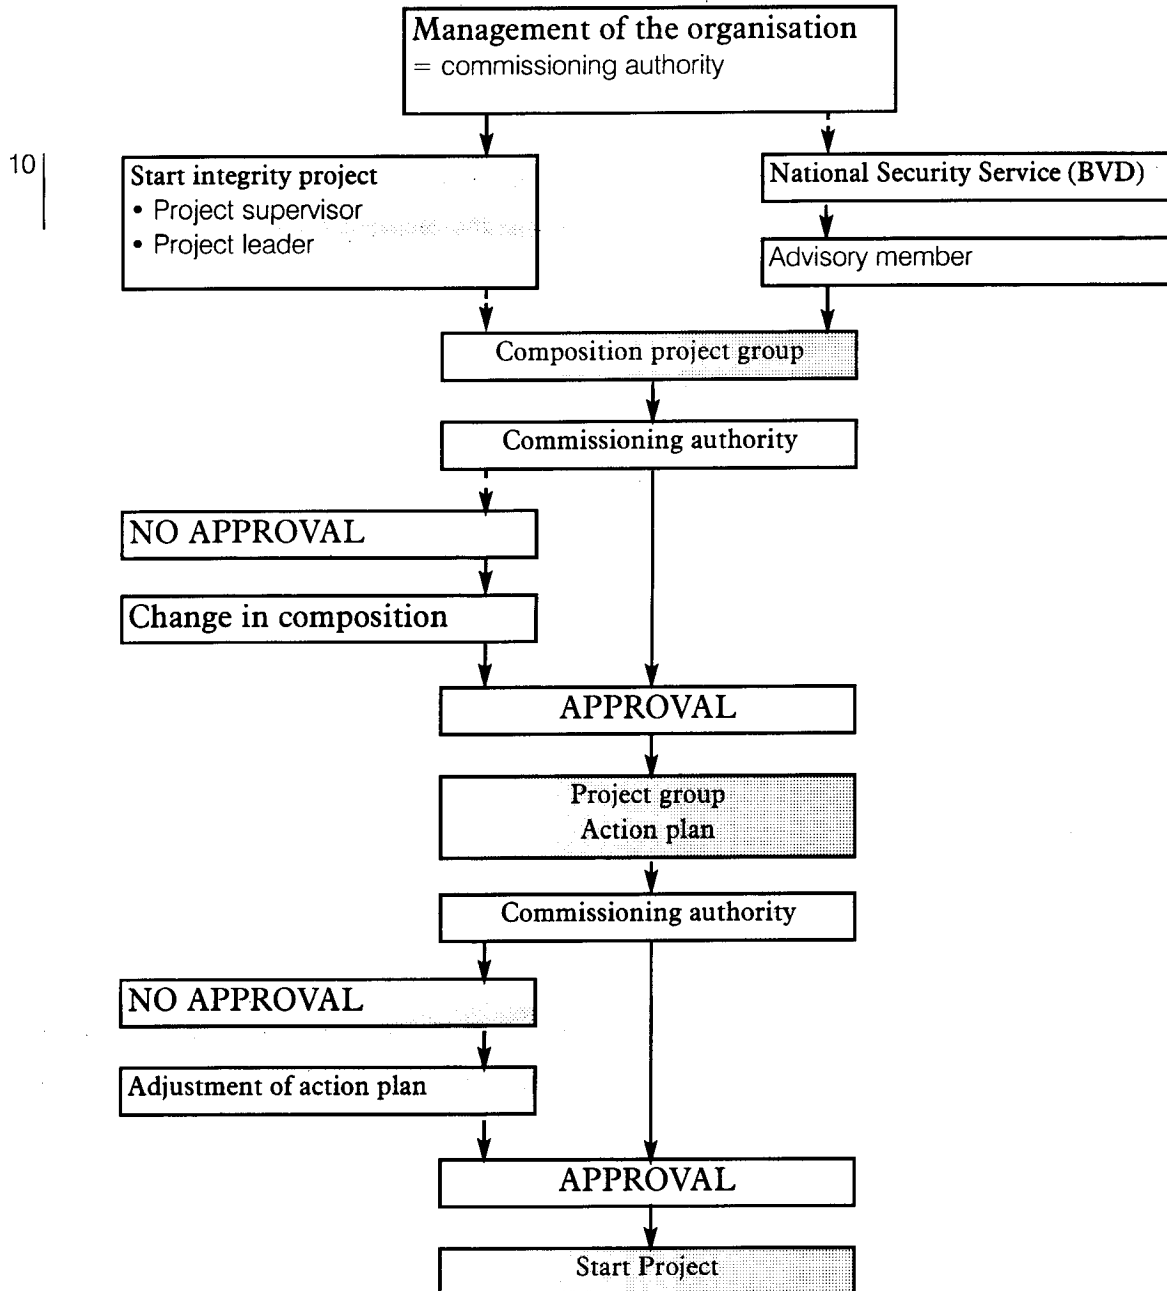 Management of the organisation
= commissioning authority
10
Start integrity project
• Project supervisor
• Project leader
National Security Service (BVD)
Advisory member
Composition project group
Commissioning authority
NO APPROVAL
Change in composition
APPROVAL
Project group
Action plan
Commissioning authority
NO APPROVAL
Adjustment of action plan
APPROVAL
Start Project